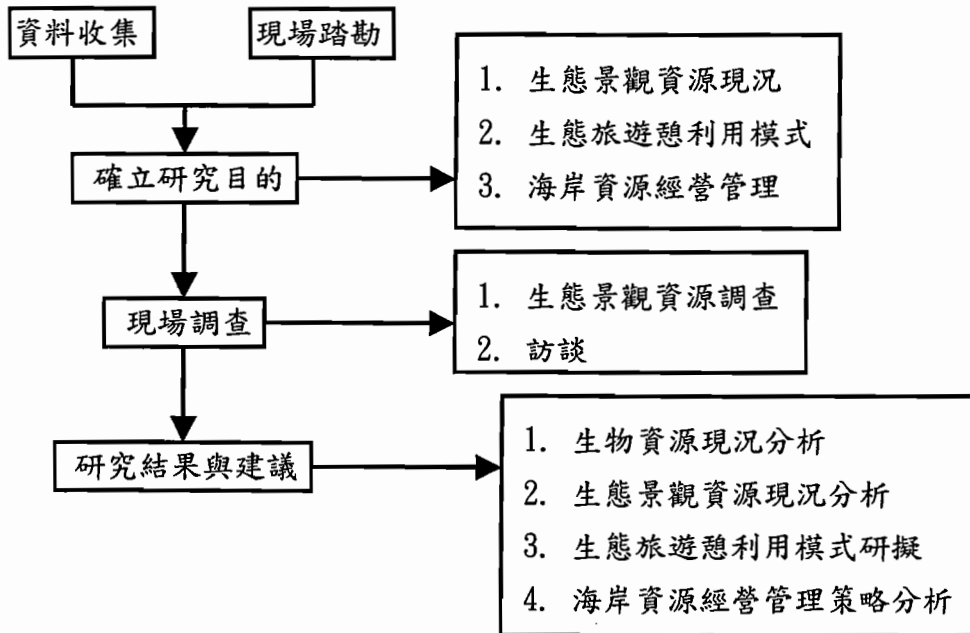 資料收集
現場踏勘
確立研究目的
1. 生態景觀資源現況
2. 生態旅遊憩利用模式
3. 海岸資源經營管理
現場調查
1. 生態景觀資源調查
2. 訪談
研究結果與建議
1. 生物資源現況分析
2. 生態景觀資源現況分析
3. 生態旅遊憩利用模式研擬
4. 海岸資源經營管理策略分析